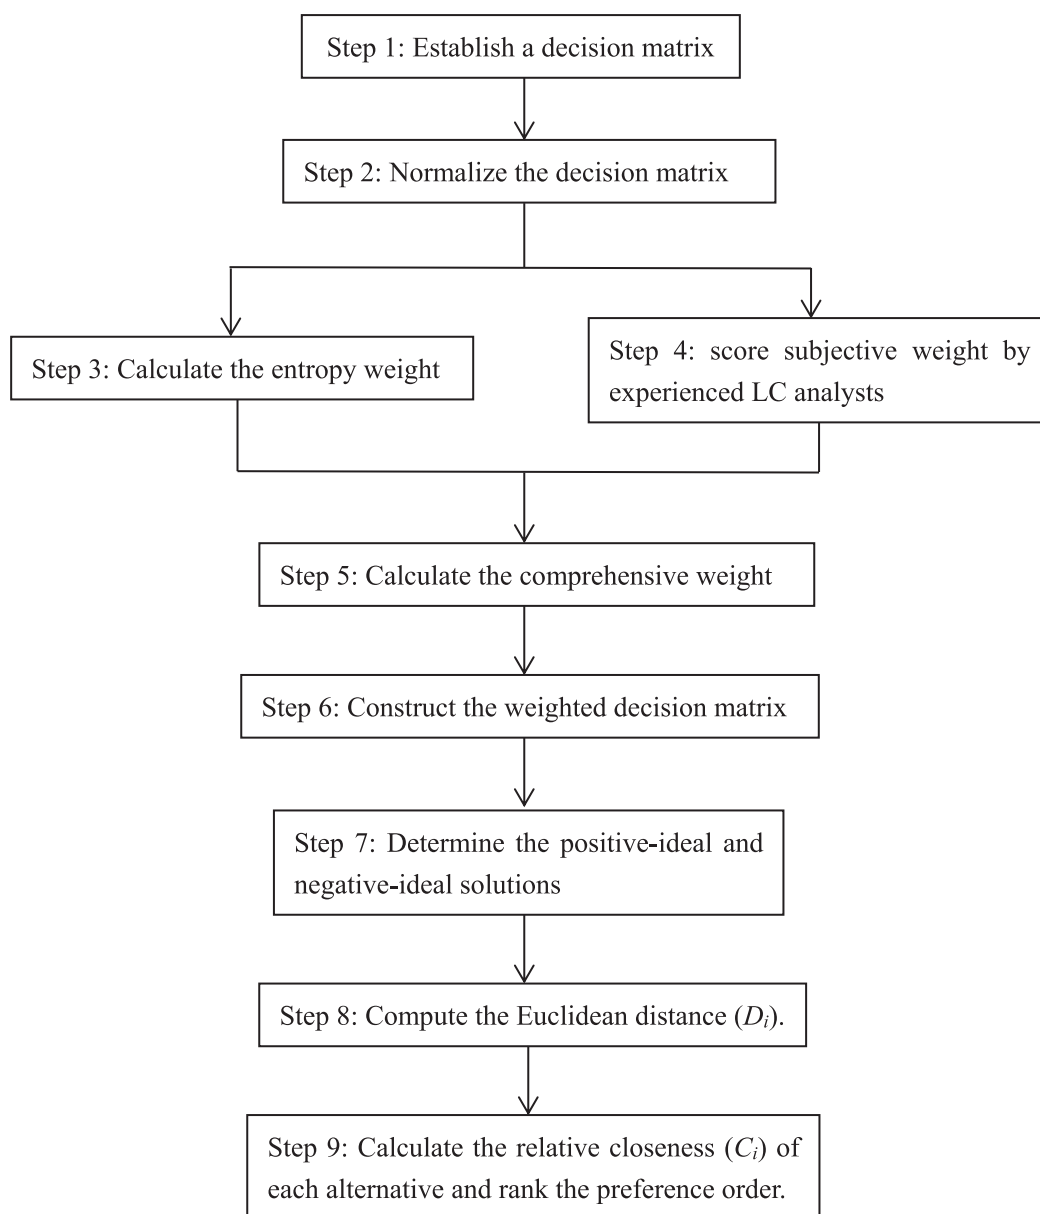 Step 1: Establish a decision matrix
Step 2: Normalize the decision matrix
Step 3: Calculate the entropy weight
Step 4: score subjective weight by
experienced LC analysts
Step 5: Calculate the comprehensive weight
Step 6: Construct the weighted decision matrix
Step 7: Determine the positive-ideal and
negative-ideal solutions
Step 8: Compute the Euclidean distance (Di).
Step 9: Calculate the relative closeness (Ci) of
each alternative and rank the preference order.